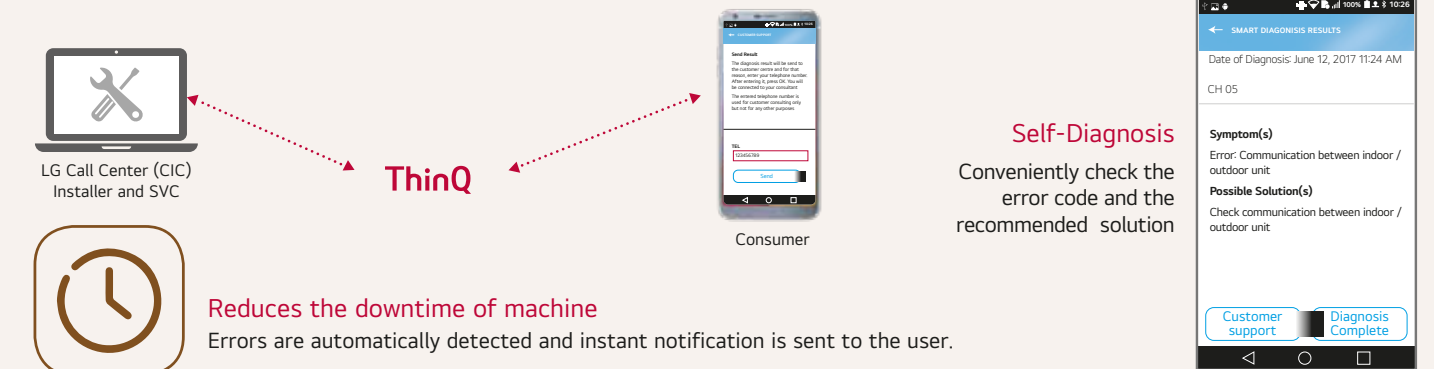 LG Call Center (CIC)
Installer and SVC
ThinQ
CUSTOMER SUPPORT
Send Result
The diagnosis result will be send to
the customer centre and for that
reason, enter your telephone number.
After entering it, press OK. You will
be connected to your consultant
The entered telephone number is
used for customer consulting only
but not for any other purposes.
TEL
123456789
Send
Consumer
Self-Diagnosis
Conveniently check the
error code and the
recommended solution
100% 10:26
SMART DIAGONISIS RESULTS
Date of Diagnosis: June 12, 2017 11:24 AM
CH 05
Symptom(s)
Error: Communication between indoor /
outdoor unit
Possible Solution(s)
Check communication between indoor /
outdoor unit
Customer
support
Diagnosis
Complete
Reduces the downtime of machine
Errors are automatically detected and instant notification is sent to the user.